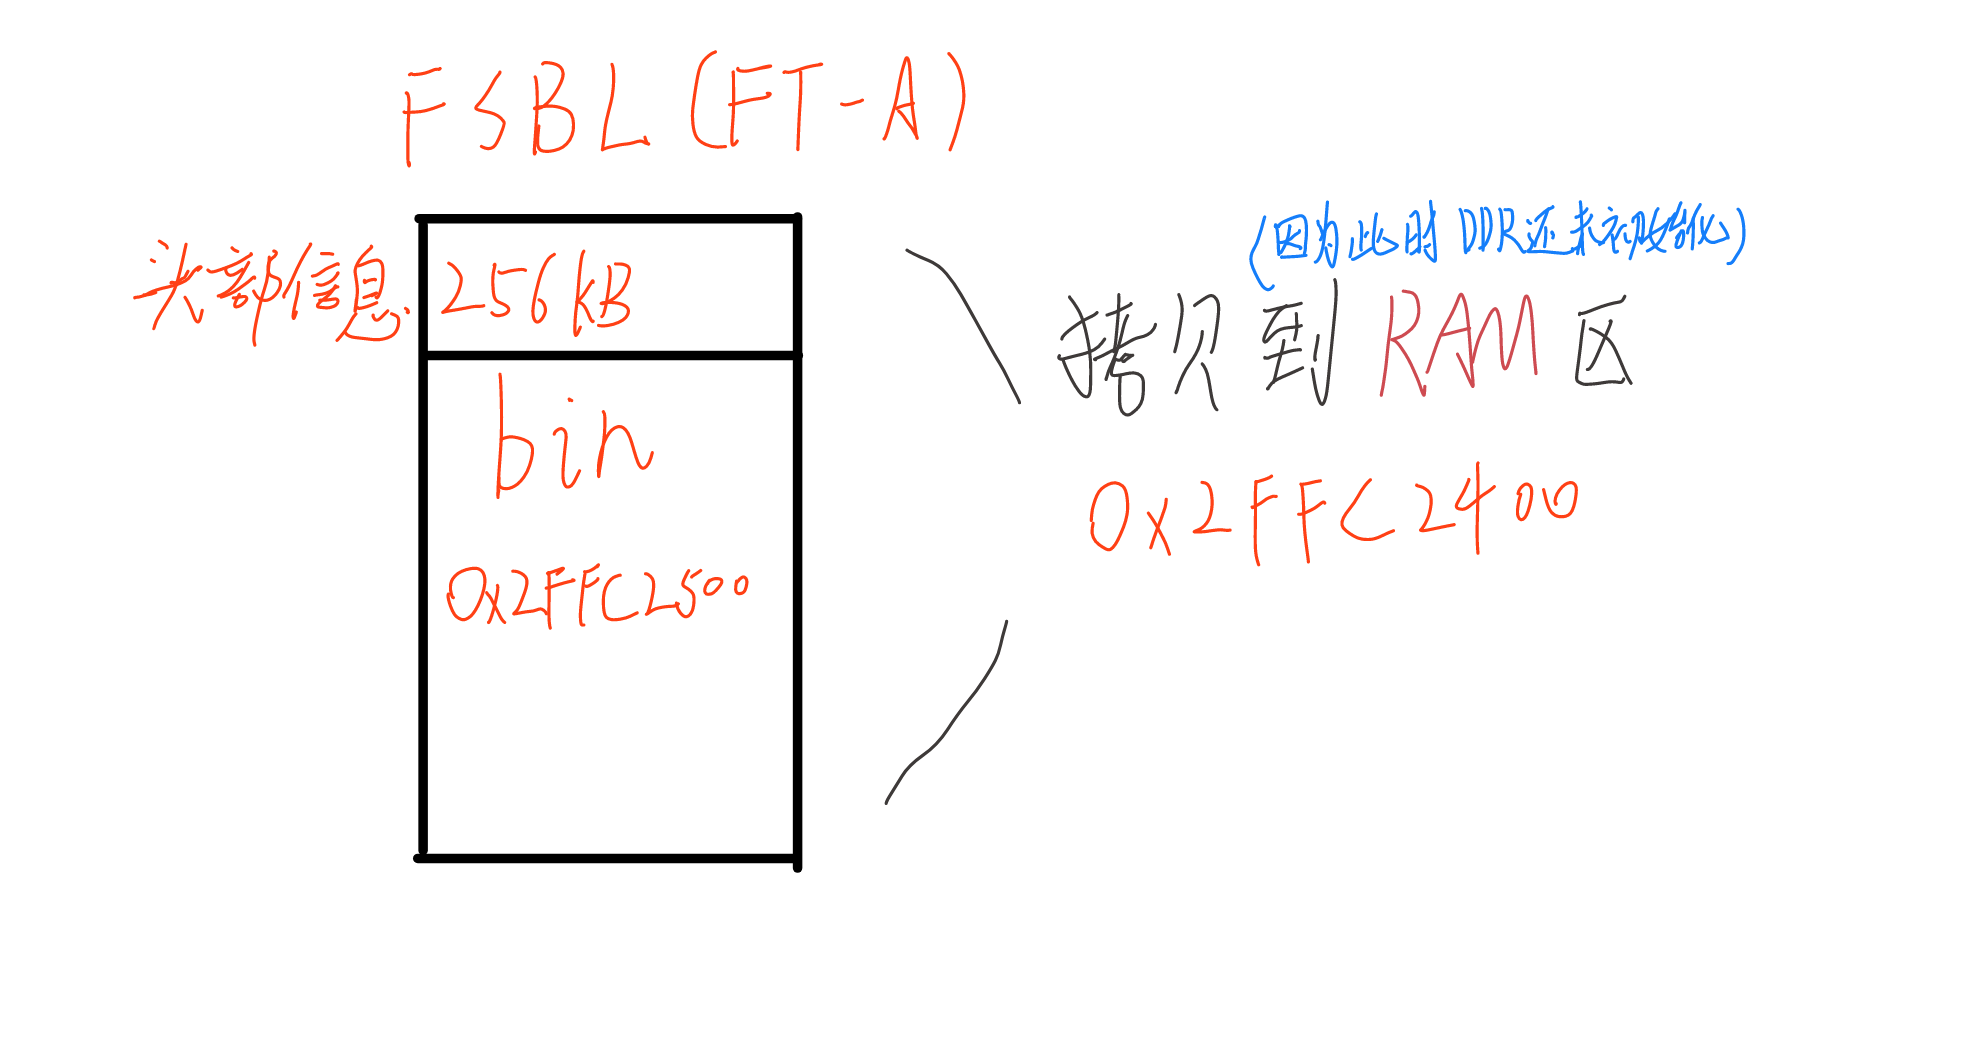 FSBL(FT-A)
(因为此时DDR还未初始化)
头部信息. 256kB
拷贝到RAM区
bin
0x2FFC2400
0x2FFC2500